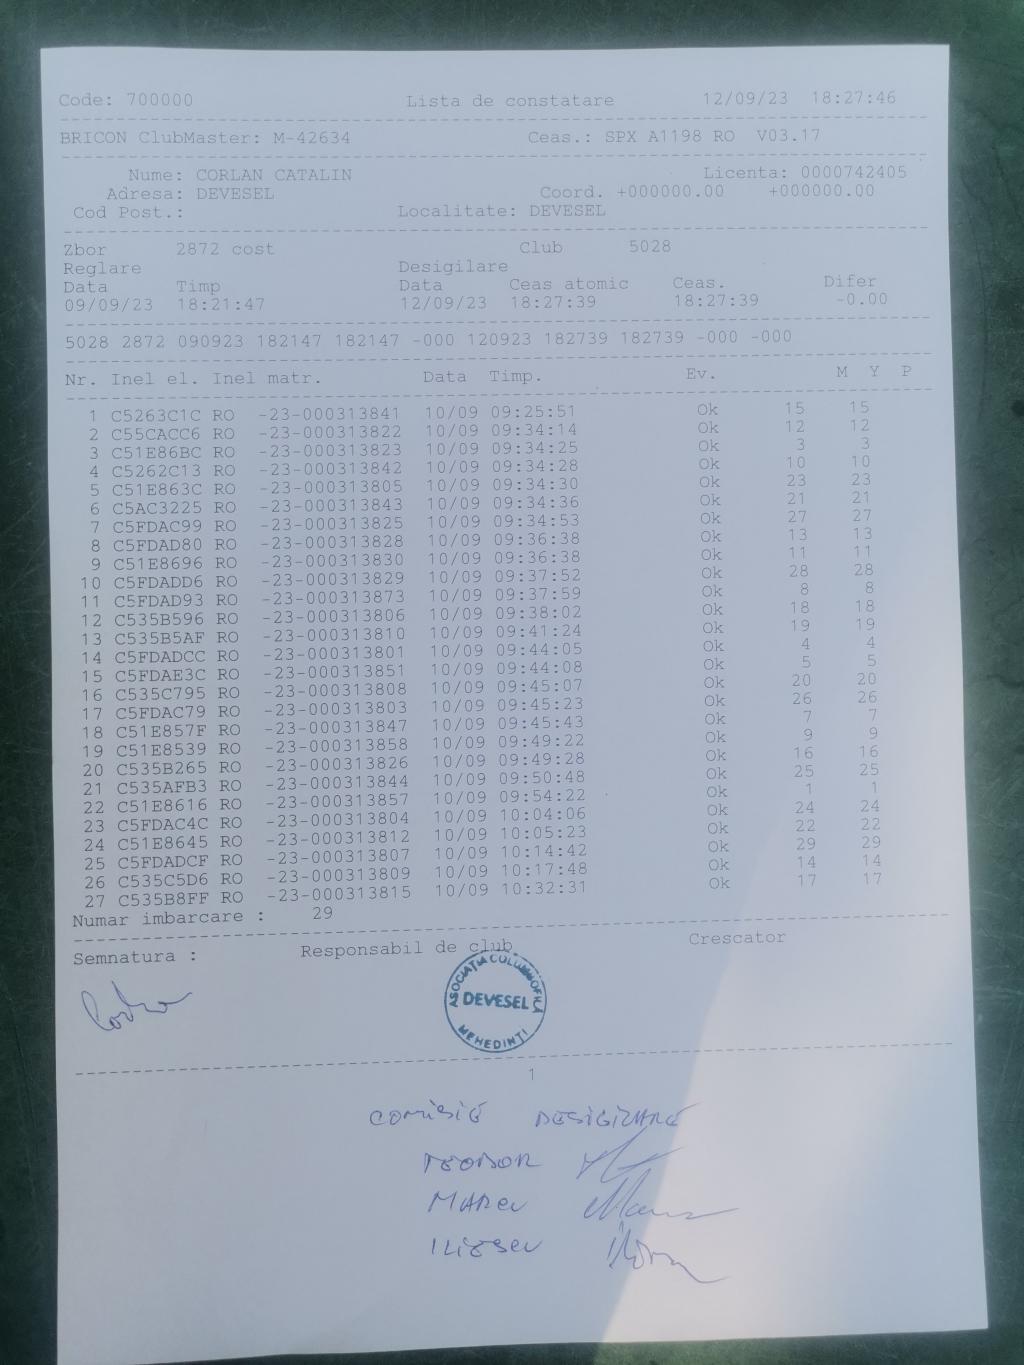 Code: 700000 Lista de constatare 12/09/23 18:27:46
BRICON ClubMaster: M-42634 Ceas.: SPX A1198 RO V03.17
Nume: CORLAN CATALIN Licenta: 0000742405
Adresa: DEVESEL Coord. +000000.00 +000000.00
Cod Post.: Localitate: DEVESEL
Zbor 2872 cost Club 5028
Reglare Desigilare
Data Timp Data Ceas atomic Ceas. Difer
09/09/23 18:21:47 12/09/23 18:27:39 18:27:39 -0.00
5028 2872 090923 182147 182147 -000 120923 182739 182739 -000 -000
Nr. Inel el. Inel matr. Data Timp. Ev. M Y P
1 C5263C1C RO -23-000313841 10/09 09:25:51 Ok 15 15
2 C55CACC6 RO -23-000313822 10/09 09:34:14 Ok 12 12
3 C51E86BC RO -23-000313823 10/09 09:34:25 Ok 3 3
4 C5262C13 RO -23-000313842 10/09 09:34:28 Ok 10 10
5 C51E863C RO -23-000313805 10/09 09:34:30 Ok 23 23
6 C5AC3225 RO -23-000313843 10/09 09:34:36 Ok 21 21
7 C5FDAC99 RO -23-000313825 10/09 09:34:53 Ok 27 27
8 C5FDAD80 RO -23-000313828 10/09 09:36:38 Ok 13 13
9 C51E8696 RO -23-000313830 10/09 09:36:38 Ok 11 11
10 C5FDADD6 RO -23-000313829 10/09 09:37:52 Ok 28 28
11 C5FDAD93 RO -23-000313873 10/09 09:37:59 Ok 8 8
12 C535B596 RO -23-000313806 10/09 09:38:02 Ok 18 18
13 C535B5AF RO -23-000313810 10/09 09:41:24 Ok 19 19
14 C5FDADCC RO -23-000313801 10/09 09:44:05 Ok 4 4
15 C5FDAE3C RO -23-000313851 10/09 09:44:08 Ok 5 5
16 C535C795 RO -23-000313808 10/09 09:45:07 Ok 20 20
17 C5FDAC79 RO -23-000313803 10/09 09:45:23 Ok 26 26
18 C51E857F RO -23-000313847 10/09 09:45:43 Ok 7 7
19 C51E8539 RO -23-000313858 10/09 09:49:22 Ok 9 9
20 C535B265 RO -23-000313826 10/09 09:49:28 Ok 16 16
21 C535AFB3 RO -23-000313844 10/09 09:50:48 Ok 25 25
22 C51E8616 RO -23-000313857 10/09 09:54:22 Ok 1 1
23 C5FDAC4C RO -23-000313804 10/09 10:04:06 Ok 24 24
24 C51E8645 RO -23-000313812 10/09 10:05:23 Ok 22 22
25 C5FDADCF RO -23-000313807 10/09 10:14:42 Ok 29 29
26 C535C5D6 RO -23-000313809 10/09 10:17:48 Ok 14 14
27 C535B8FF RO -23-000313815 10/09 10:32:31 Ok 17 17
Numar imbarcare : 29
Semnatura : Responsabil de club Crescator
ASOCIAȚIA COLUMBOFILĂ
DEVESEL
MEHEDINȚI
1
COMISIE DESIGILARE
TEODOR
MARCU
ILIESCU